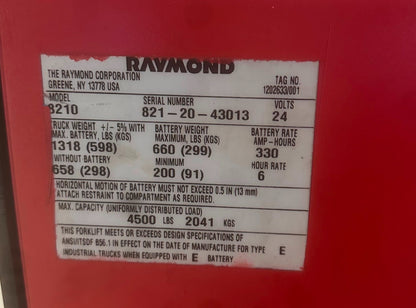 RAYMOND
THE RAYMOND CORPORATION
GREENE, NY 13778 USA
TAG NO.
1202633/001
MODEL
8210
SERIAL NUMBER
821-20-43013
VOLTS
24
TRUCK WEIGHT +/- 5% WITH
BATTERY MAXIMUM, LBS (KGS)
1318 (598)
BATTERY WEIGHT
MAXIMUM, LBS (KGS)
660 (299)
BATTERY RATE
AMP-HOURS
330
WITHOUT BATTERY
658 (298)
MINIMUM
200 (91)
HOUR RATE
6
HORIZONTAL MOTION OF BATTERY MUST NOT EXCEED 0.5 IN (13 mm)
ATTACH RESTRAINT TO COMPARTMENT AS REQUIRED.
MAX. CAPACITY (UNIFORMLY DISTRIBUTED LOAD)
4500 LBS 2041 KGS
THIS FORKLIFT MEETS OR EXCEEDS DESIGN SPECIFICATIONS OF
ANSI/ITSDF B56.1 IN EFFECT ON THE DATE OF MANUFACTURE FOR TYPE E
INDUSTRIAL TRUCKS WHEN EQUIPPED WITH E BATTERY.